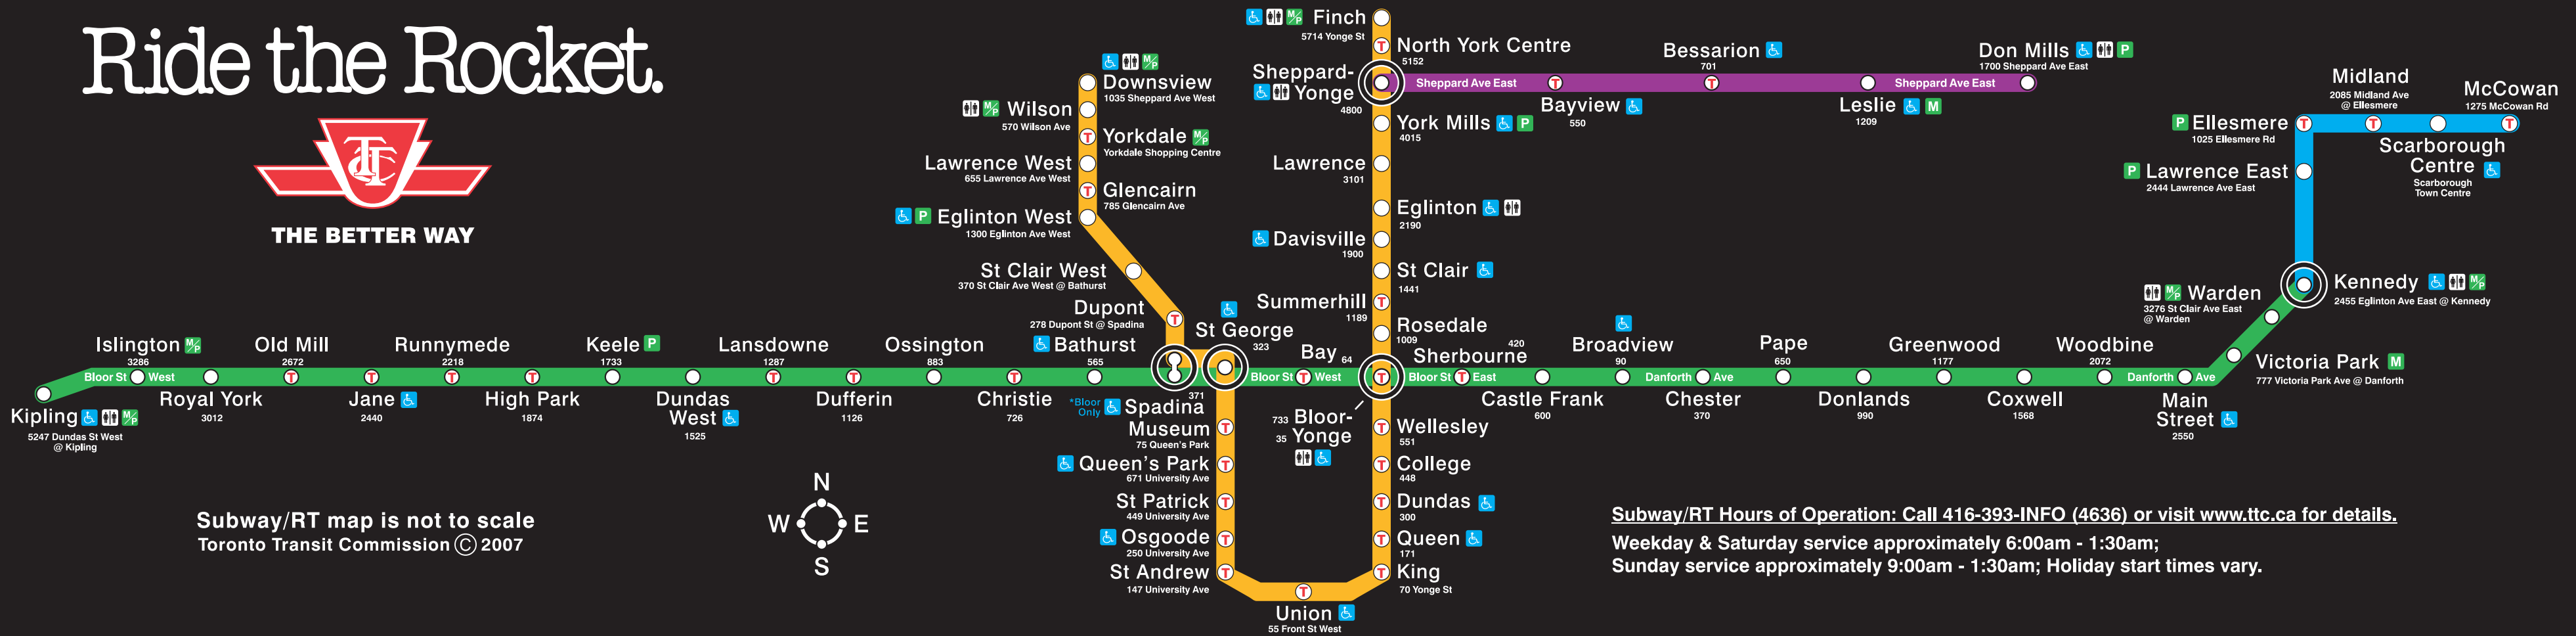 Ride the Rocket.
TTC
THE BETTER WAY
Subway/RT map is not to scale
Toronto Transit Commission © 2007
N
W E
S
Downsview
1035 Sheppard Ave West
Wilson
570 Wilson Ave
Yorkdale
Yorkdale Shopping Centre
Lawrence West
655 Lawrence Ave West
Glencairn
785 Glencairn Ave
Eglinton West
1300 Eglinton Ave West
St Clair West
370 St Clair Ave West @ Bathurst
Dupont
278 Dupont St @ Spadina
*Bloor
Only
371
Spadina
St George
323
Museum
75 Queen's Park
Queen's Park
671 University Ave
St Patrick
449 University Ave
Osgoode
250 University Ave
St Andrew
147 University Ave
Union
55 Front St West
King
70 Yonge St
Queen
171
Dundas
300
College
448
Wellesley
551
733 Bloor-
35 Yonge
Rosedale
1009
Summerhill
1189
St Clair
1441
Davisville
1900
Eglinton
2190
Lawrence
3101
York Mills
4015
Sheppard-
Yonge
4800
North York Centre
5152
Finch
5714 Yonge St
Sheppard Ave East
Bayview
550
Bessarion
701
Leslie
1209
Sheppard Ave East
Don Mills
1700 Sheppard Ave East
Kipling
5247 Dundas St West
@ Kipling
Islington
3286
Bloor St West
Royal York
3012
Old Mill
2672
Jane
2440
Runnymede
2218
High Park
1874
Keele
1733
Dundas
West
1525
Lansdowne
1287
Dufferin
1126
Ossington
883
Christie
726
Bathurst
565
Bloor St West
Bay 64
Bloor St East
Sherbourne
420
Castle Frank
600
Broadview
90
Danforth Ave
Chester
370
Pape
650
Donlands
990
Greenwood
1177
Coxwell
1568
Woodbine
2072
Danforth Ave
Main
Street
2550
Victoria Park
777 Victoria Park Ave @ Danforth
Warden
3276 St Clair Ave East
@ Warden
Kennedy
2455 Eglinton Ave East @ Kennedy
Lawrence East
2444 Lawrence Ave East
Ellesmere
1025 Ellesmere Rd
Midland
2085 Midland Ave
@ Ellesmere
Scarborough
Centre
Scarborough
Town Centre
McCowan
1275 McCowan Rd
Subway/RT Hours of Operation: Call 416-393-INFO (4636) or visit www.ttc.ca for details.
Weekday & Saturday service approximately 6:00am - 1:30am;
Sunday service approximately 9:00am - 1:30am; Holiday start times vary.